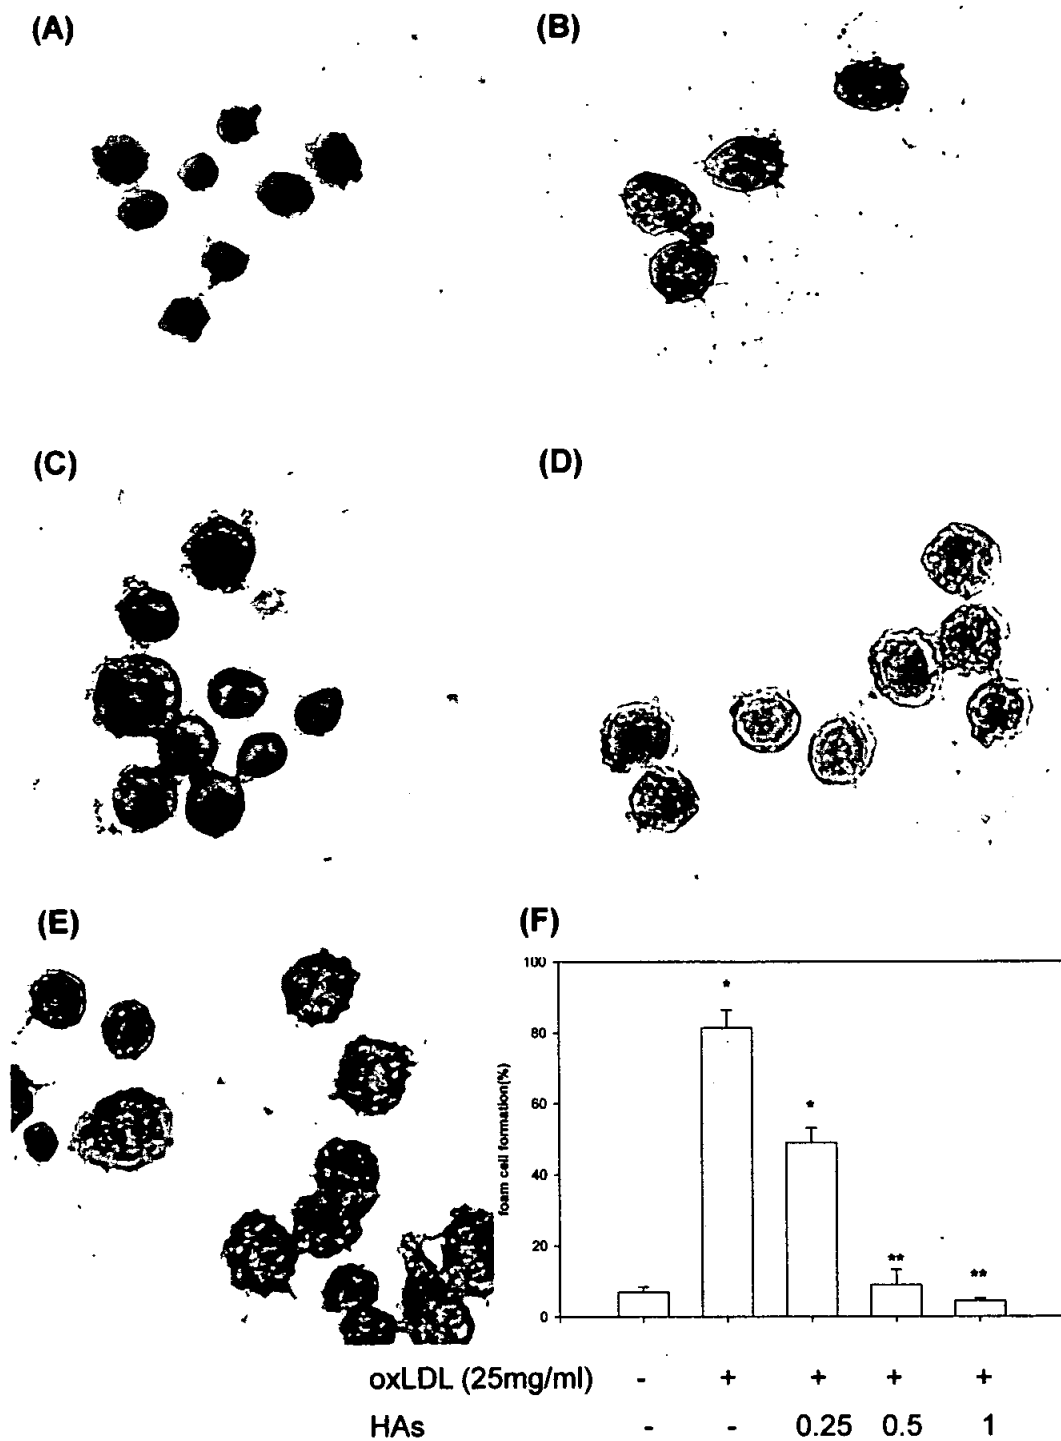 (A)
(B)
(C)
(D)
(E)
(F)
100
80
60
40
20
0
foam cell formation(%)
*
*
**
**
oxLDL (25mg/ml) - + + + +
HAs - - 0.25 0.5 1